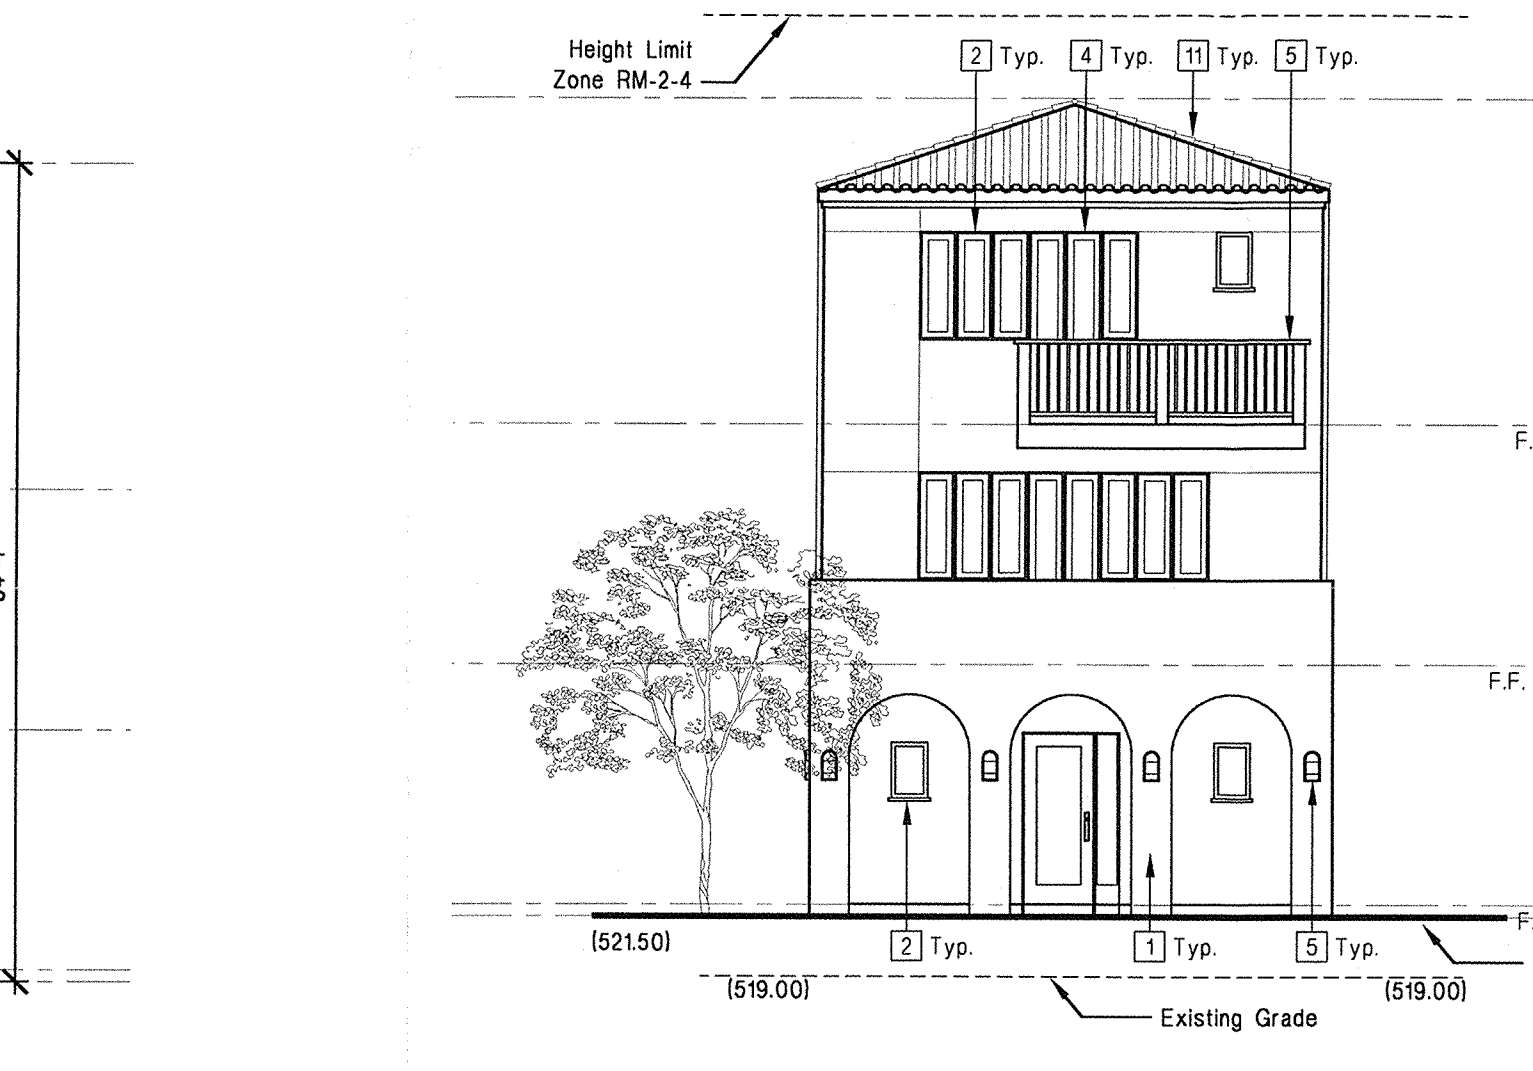 Height Limit
Zone RM-2-4
2 Typ.
4 Typ.
11 Typ.
5 Typ.
F.
F.F.
F.
(521.50)
2 Typ.
1 Typ.
5 Typ.
(519.00)
(519.00)
Existing Grade